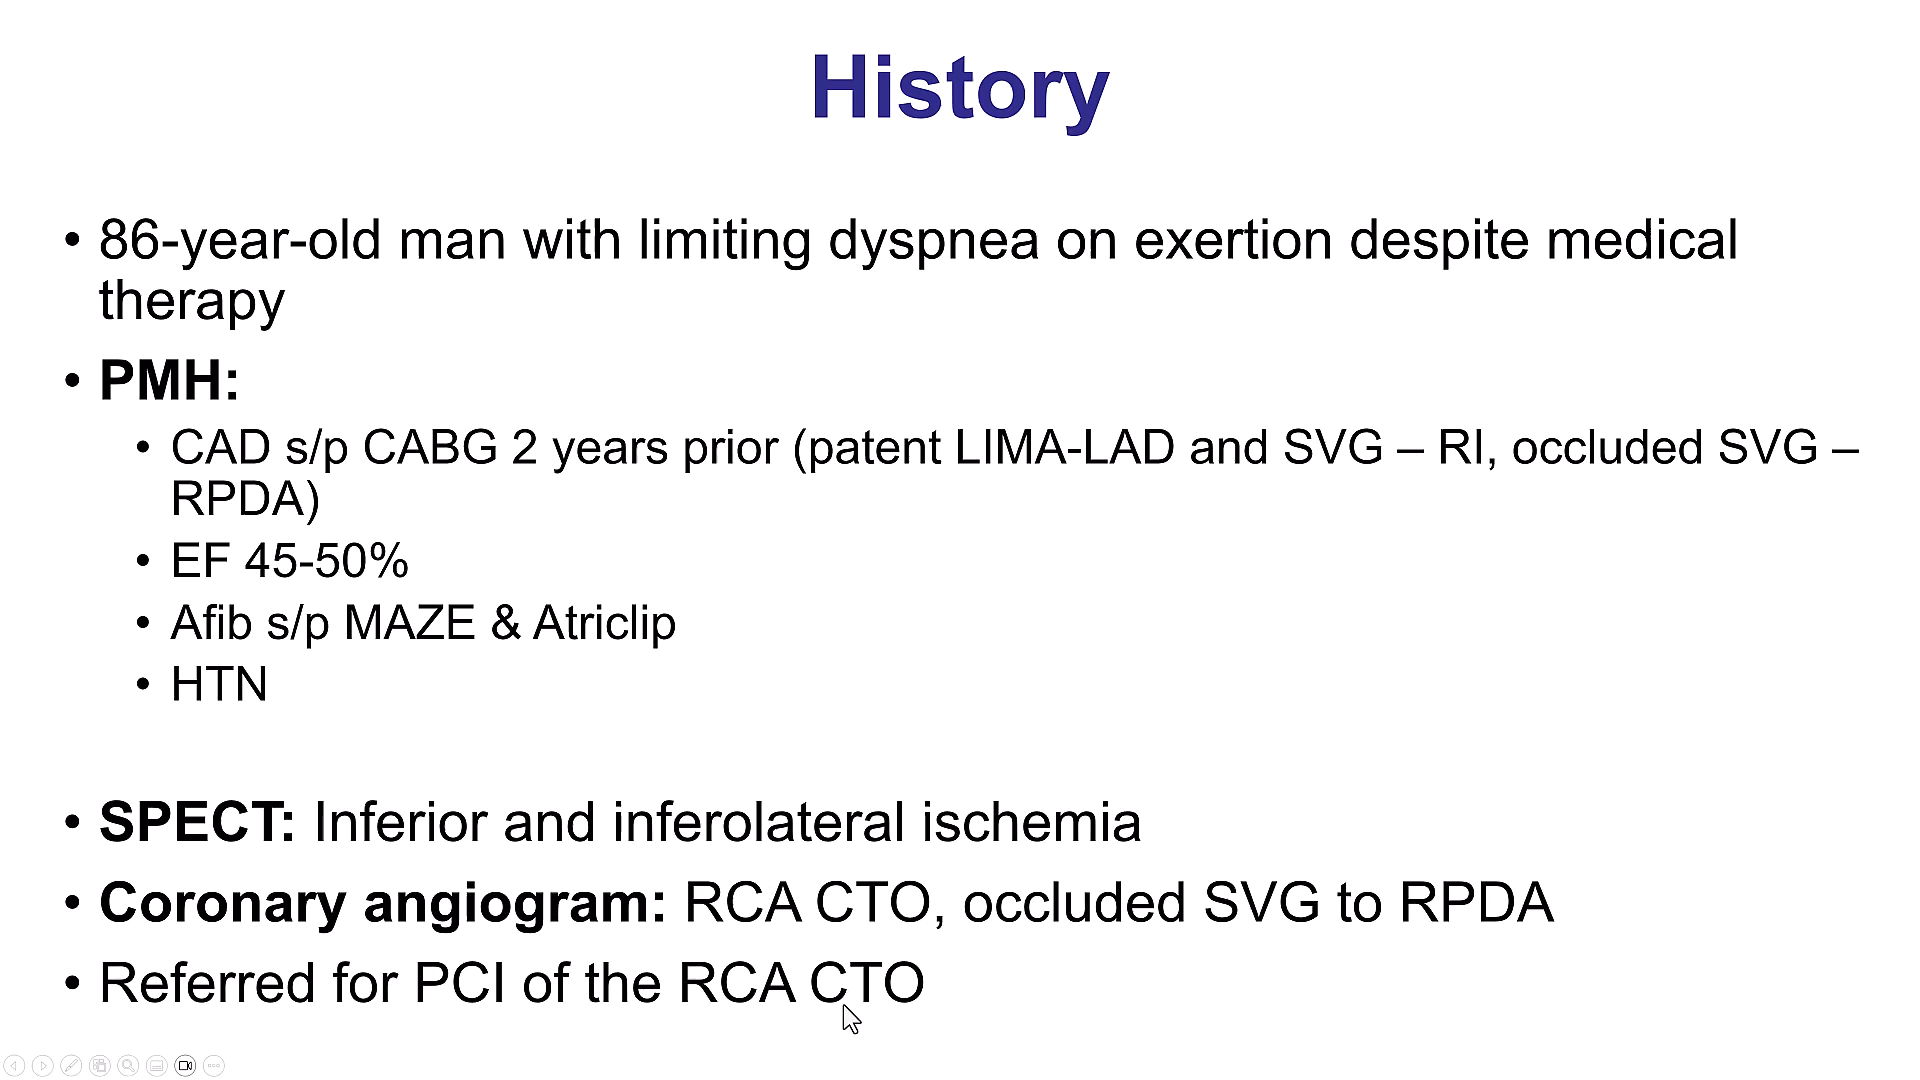 History
• 86-year-old man with limiting dyspnea on exertion despite medical
therapy
• PMH:
• CAD s/p CABG 2 years prior (patent LIMA-LAD and SVG – RI, occluded SVG –
RPDA)
• EF 45-50%
• Afib s/p MAZE & Atriclip
• HTN
• SPECT: Inferior and inferolateral ischemia
• Coronary angiogram: RCA CTO, occluded SVG to RPDA
• Referred for PCI of the RCA CTO